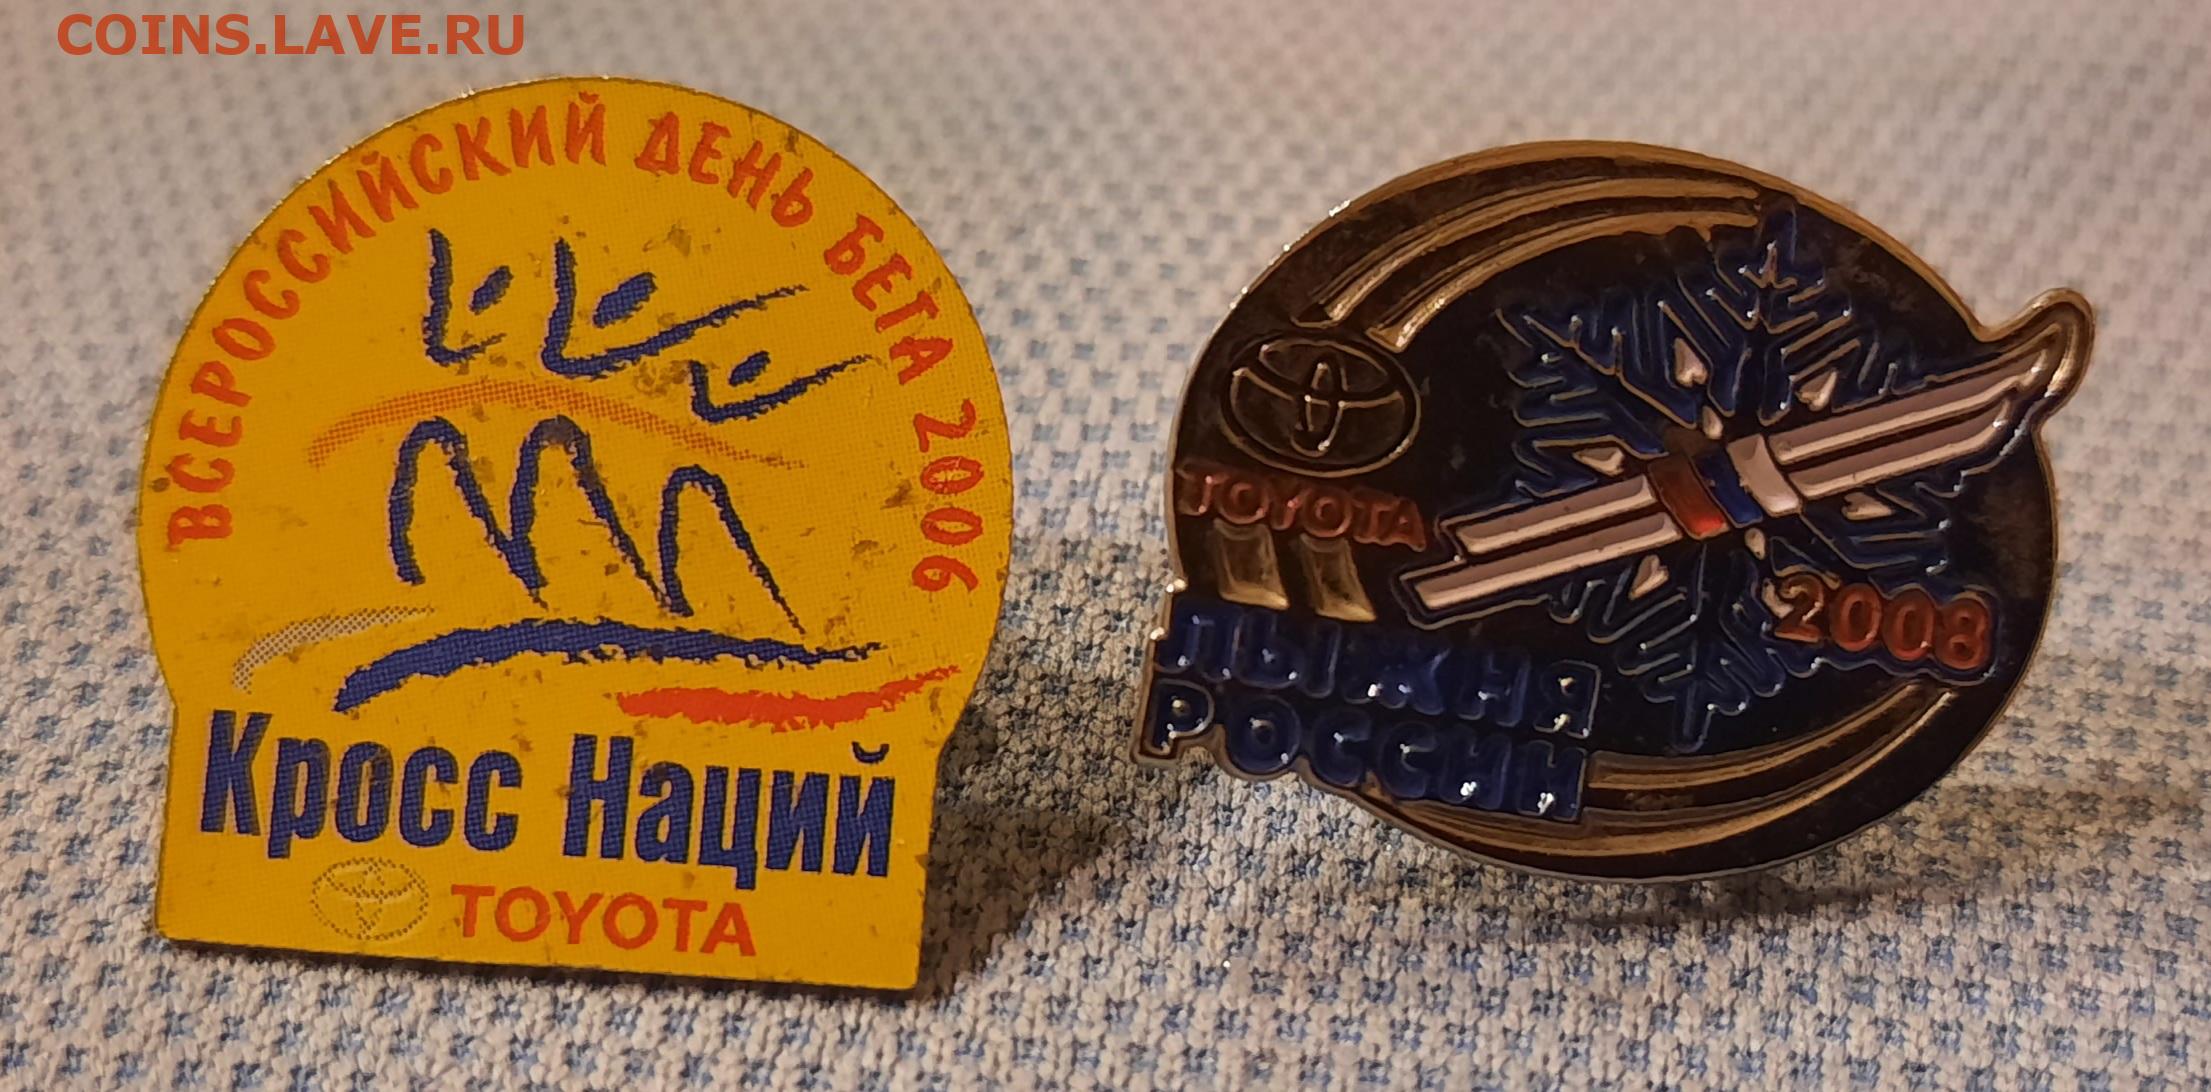 COINS.LAVE.RU
ВСЕРОССИЙСКИЙ ДЕНЬ БЕГА 2006
Кросс Наций
TOYOTA
TOYOTA
2008
ЛЫЖНЯ
РОССИИ